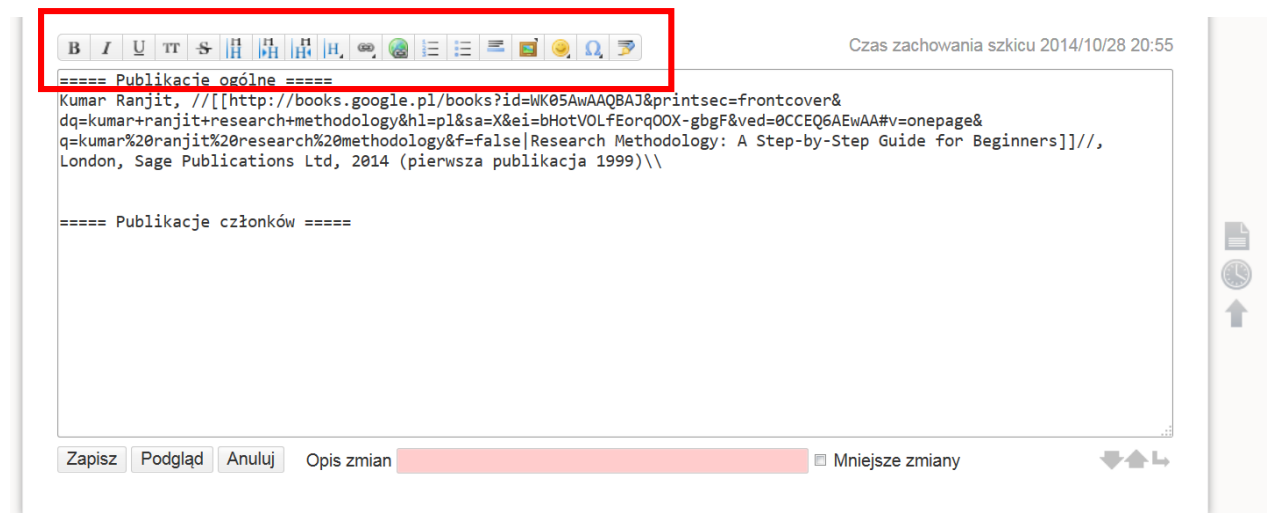 B I U TT S
Czas zachowania szkicu 2014/10/28 20:55
===== Publikacje ogólne =====
Kumar Ranjit, //[[http://books.google.pl/books?id=WK05AwAAQBAJ&printsec=frontcover&
dq=kumar+ranjit+research+methodology&hl=pl&sa=X&ei=bHotVOLfEorqOOX-gbgF&ved=0CCEQ6AEwAA#v=onepage&
q=kumar%20ranjit%20research%20methodology&f=false|Research Methodology: A Step-by-Step Guide for Beginners]]//,
London, Sage Publications Ltd, 2014 (pierwsza publikacja 1999)\\
===== Publikacje członków =====
Zapisz Podgląd Anuluj Opis zmian Mniejsze zmiany